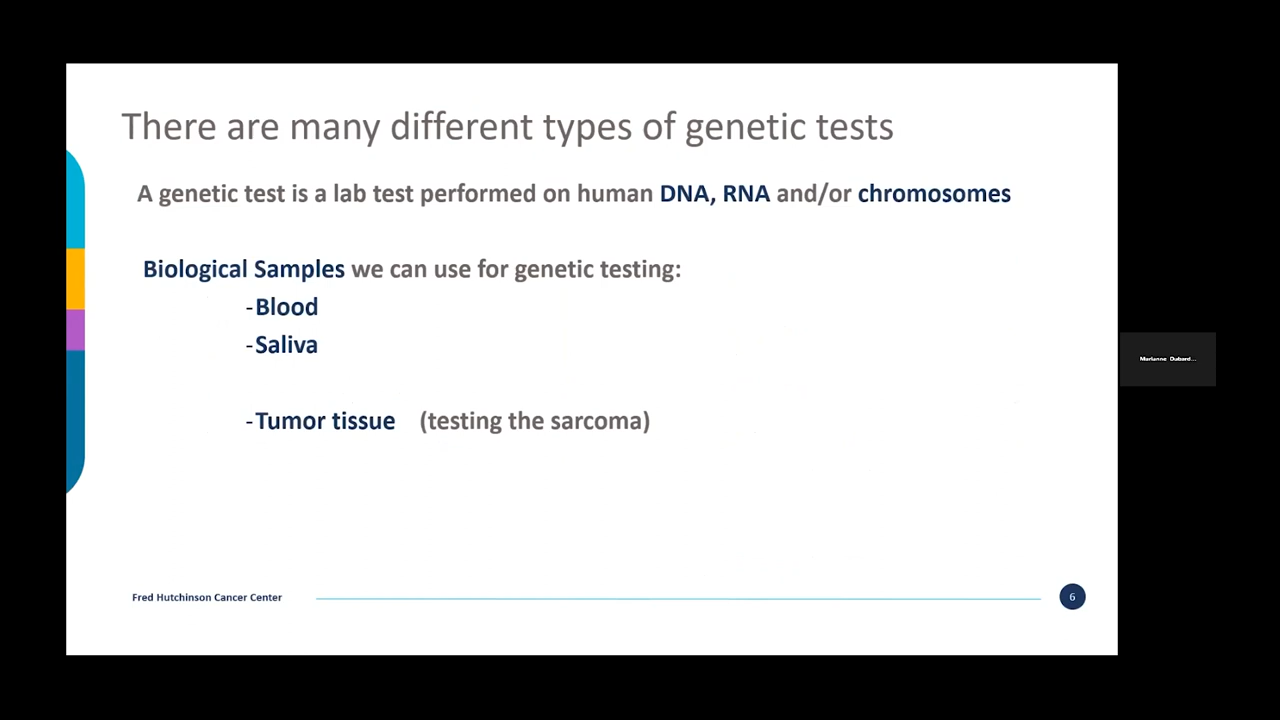 There are many different types of genetic tests
A genetic test is a lab test performed on human DNA, RNA and/or chromosomes
Biological Samples we can use for genetic testing:
-Blood
-Saliva
-Tumor tissue (testing the sarcoma)
Marianne Dubard...
Fred Hutchinson Cancer Center
6